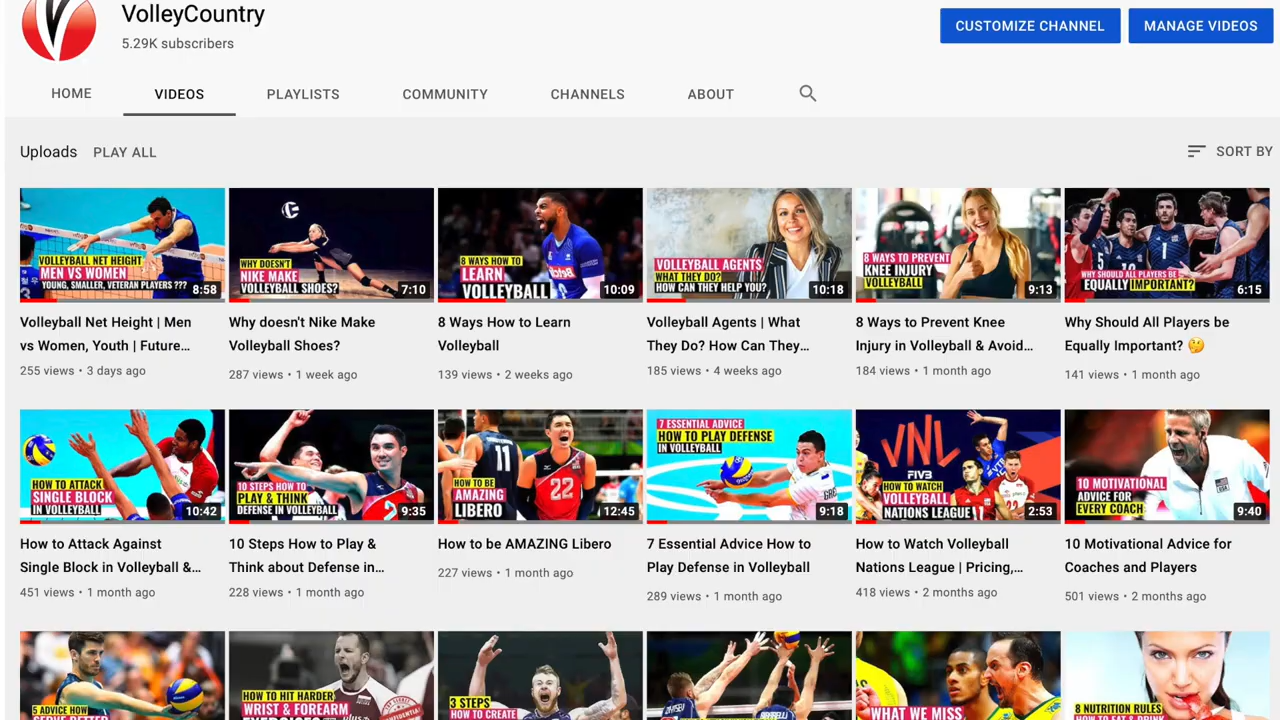 VolleyCountry
5.29K subscribers
CUSTOMIZE CHANNEL
MANAGE VIDEOS
HOME
VIDEOS
PLAYLISTS
COMMUNITY
CHANNELS
ABOUT
Uploads
PLAY ALL
SORT BY
VOLLEYBALL NET HEIGHT
MEN VS WOMEN
YOUNG, SMALLER, VETERAN PLAYERS ???
8:58
Volleyball Net Height | Men
vs Women, Youth | Future...
255 views • 3 days ago
WHY DOESN'T
NIKE MAKE
VOLLEYBALL SHOES?
7:10
Why doesn't Nike Make
Volleyball Shoes?
287 views • 1 week ago
8 WAYS HOW TO
LEARN
VOLLEYBALL
10:09
8 Ways How to Learn
Volleyball
139 views • 2 weeks ago
VOLLEYBALL AGENTS
WHAT THEY DO?
HOW CAN THEY HELP YOU?
10:18
Volleyball Agents | What
They Do? How Can They...
185 views • 4 weeks ago
8 WAYS TO PREVENT
KNEE INJURY
VOLLEYBALL
9:13
8 Ways to Prevent Knee
Injury in Volleyball & Avoid...
184 views • 1 month ago
WHY SHOULD ALL PLAYERS BE
EQUALLY IMPORTANT?
6:15
Why Should All Players be
Equally Important? 🤔
141 views • 1 month ago
HOW TO ATTACK
SINGLE BLOCK
IN VOLLEYBALL
10:42
How to Attack Against
Single Block in Volleyball &...
451 views • 1 month ago
10 STEPS HOW TO
PLAY & THINK
DEFENSE IN VOLLEYBALL
9:35
10 Steps How to Play &
Think about Defense in...
228 views • 1 month ago
11
22
HOW TO BE
AMAZING
LIBERO
12:45
How to be AMAZING Libero
227 views • 1 month ago
7 ESSENTIAL ADVICE
HOW TO PLAY DEFENSE
IN VOLLEYBALL
GRE
9:18
7 Essential Advice How to
Play Defense in Volleyball
289 views • 1 month ago
VNL
FIVB
HOW TO WATCH
VOLLEYBALL
NATIONS LEAGUE
2:53
How to Watch Volleyball
Nations League | Pricing,...
418 views • 2 months ago
USA
10 MOTIVATIONAL
ADVICE FOR
EVERY COACH
9:40
10 Motivational Advice for
Coaches and Players
501 views • 2 months ago
5 ADVICE HOW
SERVE BETTER
HOW TO HIT HARDER
WRIST & FOREARM
EXERCISES
3 STEPS
HOW TO CREATE
WHAT WE MISS
8 NUTRITION RULES
HOW TO EAT & DRINK